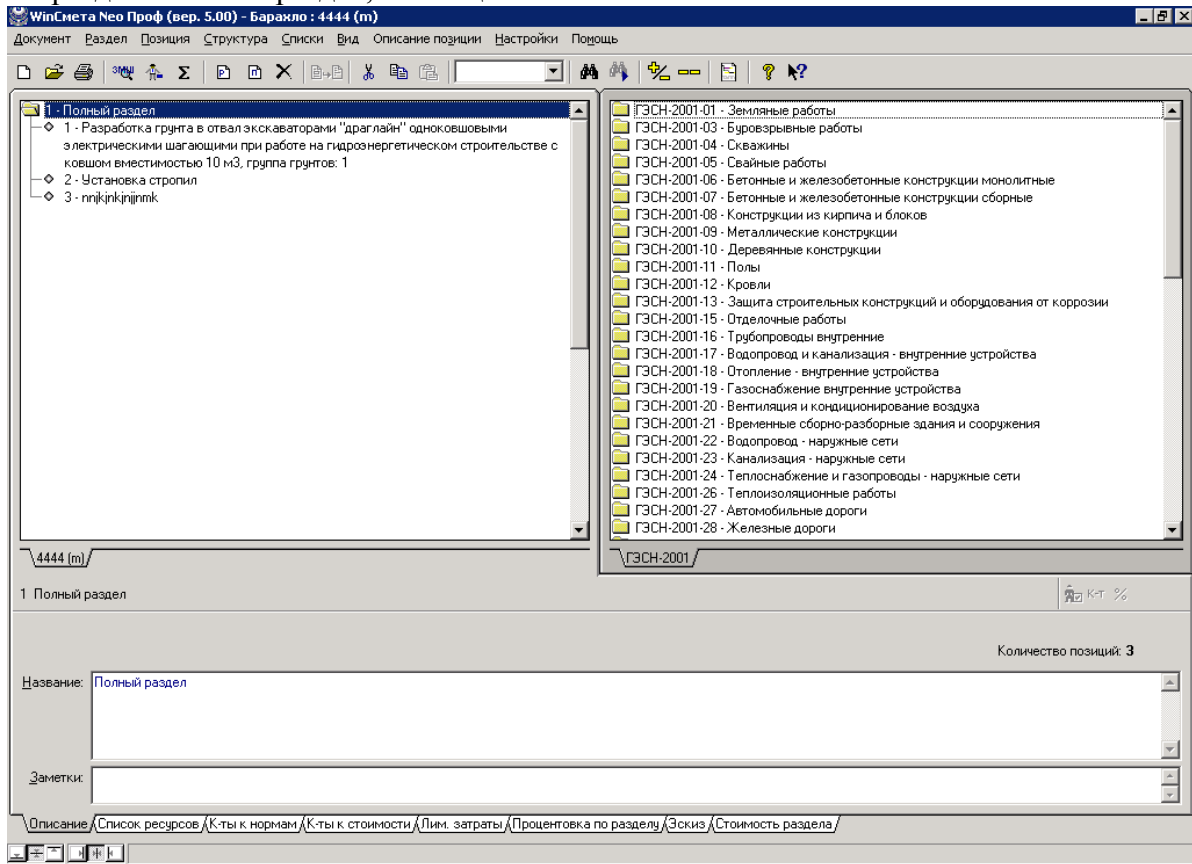 WinСмета Neo Проф (вер. 5.00) - Барахло : 4444 (m)
Документ Раздел Позиция Структура Списки Вид Описание позиции Настройки Помощь
1 - Полный раздел
1 - Разработка грунта в отвал экскаваторами "драглайн" одноковшовыми
электрическими шагающими при работе на гидроэнергетическом строительстве с
ковшом вместимостью 10 м3, группа грунтов: 1
2 - Установка стропил
3 - nnjkjnkjnjjnmk
4444 (m)
ГЭСН-2001-01 - Земляные работы
ГЭСН-2001-03 - Буровзрывные работы
ГЭСН-2001-04 - Скважины
ГЭСН-2001-05 - Свайные работы
ГЭСН-2001-06 - Бетонные и железобетонные конструкции монолитные
ГЭСН-2001-07 - Бетонные и железобетонные конструкции сборные
ГЭСН-2001-08 - Конструкции из кирпича и блоков
ГЭСН-2001-09 - Металлические конструкции
ГЭСН-2001-10 - Деревянные конструкции
ГЭСН-2001-11 - Полы
ГЭСН-2001-12 - Кровли
ГЭСН-2001-13 - Защита строительных конструкций и оборудования от коррозии
ГЭСН-2001-15 - Отделочные работы
ГЭСН-2001-16 - Трубопроводы внутренние
ГЭСН-2001-17 - Водопровод и канализация - внутренние устройства
ГЭСН-2001-18 - Отопление - внутренние устройства
ГЭСН-2001-19 - Газоснабжение внутренние устройства
ГЭСН-2001-20 - Вентиляция и кондиционирование воздуха
ГЭСН-2001-21 - Временные сборно-разборные здания и сооружения
ГЭСН-2001-22 - Водопровод - наружные сети
ГЭСН-2001-23 - Канализация - наружные сети
ГЭСН-2001-24 - Теплоснабжение и газопроводы - наружные сети
ГЭСН-2001-26 - Теплоизоляционные работы
ГЭСН-2001-27 - Автомобильные дороги
ГЭСН-2001-28 - Железные дороги
ГЭСН-2001
1 Полный раздел
К-т %
Количество позиций: 3
Название: Полный раздел
Заметки:
Описание Список ресурсов К-ты к нормам К-ты к стоимости Лим. затраты Процентовка по разделу Эскиз Стоимость раздела